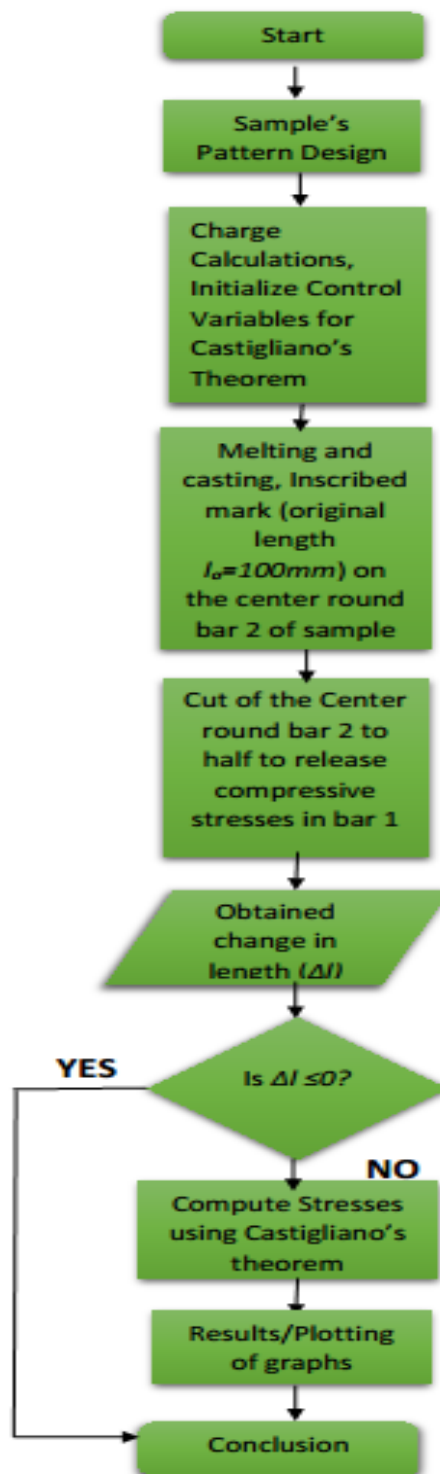 Start
Sample's
Pattern Design
Charge
Calculations,
Initialize Control
Variables for
Castigliano's
Theorem
Melting and
casting, Inscribed
mark (original
length
lₒ=100mm) on
the center round
bar 2 of sample
Cut of the Center
round bar 2 to
half to release
compressive
stresses in bar 1
Obtained
change in
length (Δl)
Is Δl ≤0?
YES
NO
Compute Stresses
using Castigliano's
theorem
Results/Plotting
of graphs
Conclusion